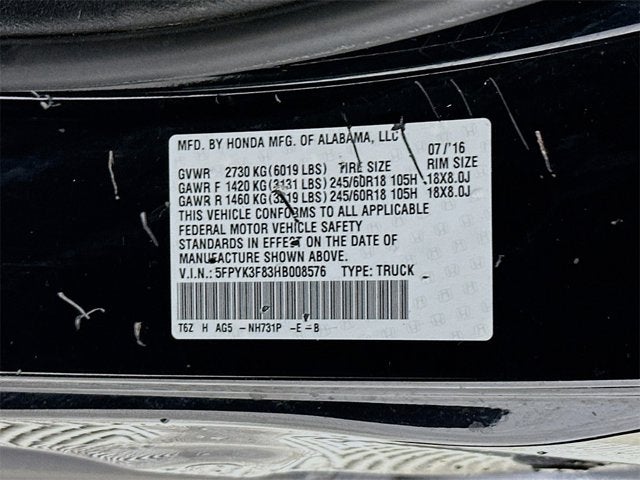 MFD. BY HONDA MFG. OF ALABAMA, LLC 07/'16
GVWR 2730 KG(6019 LBS) TIRE SIZE RIM SIZE
GAWR F 1420 KG(3131 LBS) 245/60R18 105H 18X8.0J
GAWR R 1460 KG(3219 LBS) 245/60R18 105H 18X8.0J
THIS VEHICLE CONFORMS TO ALL APPLICABLE
FEDERAL MOTOR VEHICLE SAFETY
STANDARDS IN EFFECT ON THE DATE OF
MANUFACTURE SHOWN ABOVE.
V.I.N.: 5FPYK3F83HB008576 TYPE: TRUCK
T6Z H AG5 -NH731P -E -B